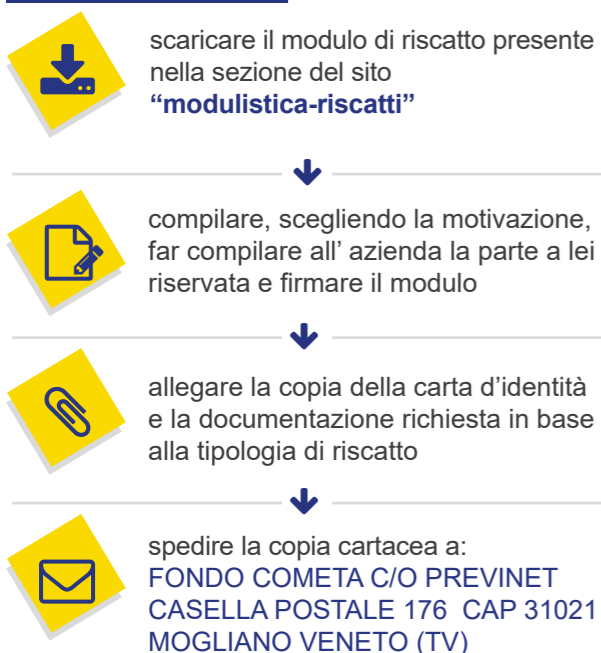 scaricare il modulo di riscatto presente
nella sezione del sito
“modulistica-riscatti”
compilare, scegliendo la motivazione,
far compilare all’ azienda la parte a lei
riservata e firmare il modulo
allegare la copia della carta d’identità
e la documentazione richiesta in base
alla tipologia di riscatto
spedire la copia cartacea a:
FONDO COMETA C/O PREVINET
CASELLA POSTALE 176  CAP 31021
MOGLIANO VENETO (TV)